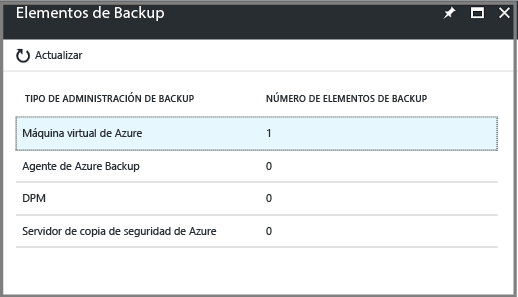 Elementos de Backup
Actualizar
TIPO DE ADMINISTRACIÓN DE BACKUP NÚMERO DE ELEMENTOS DE BACKUP
Máquina virtual de Azure 1
Agente de Azure Backup 0
DPM 0
Servidor de copia de seguridad de Azure 0